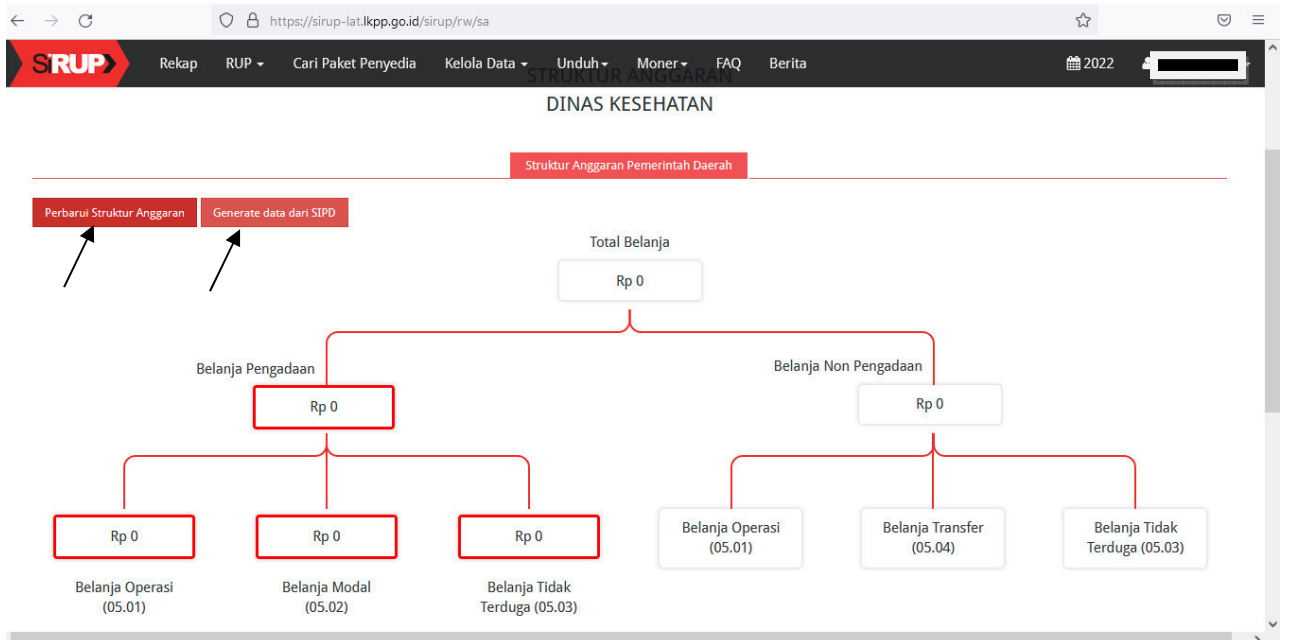 https://sirup-lat.lkpp.go.id/sirup/rw/sa
SiRUP Rekap RUP Cari Paket Penyedia Kelola Data Unduh Moner FAQ Berita 2022
STRUKTUR ANGGARAN
DINAS KESEHATAN
Struktur Anggaran Pemerintah Daerah
Perbarui Struktur Anggaran Generate data dari SIPD
Total Belanja
Rp 0
Belanja Pengadaan
Rp 0
Belanja Non Pengadaan
Rp 0
Rp 0
Belanja Operasi
(05.01)
Rp 0
Belanja Modal
(05.02)
Rp 0
Belanja Tidak
Terduga (05.03)
Belanja Operasi
(05.01)
Belanja Transfer
(05.04)
Belanja Tidak
Terduga (05.03)